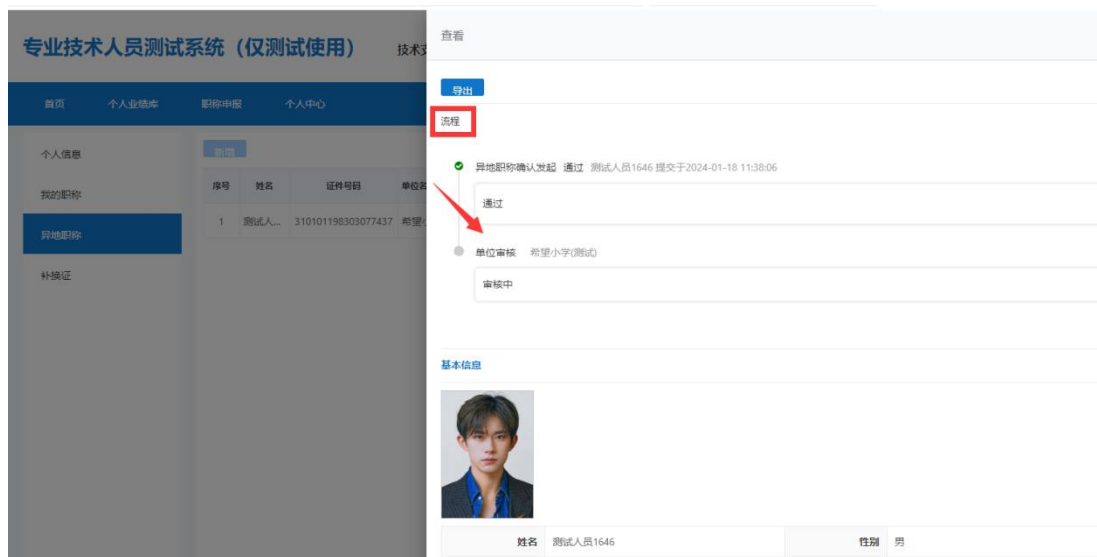 专业技术人员测试系统（仅测试使用） 技术支
查看
导出
首页 个人业绩库 职称申报 个人中心
流程
个人信息
新增
异地职称确认发起 通过 测试人员1646 提交于2024-01-18 11:38:06
序号 姓名 证件号码 单位名
我的职称
通过
1 测试人... 310101198303077437 希望小
异地职称
单位审核 希望小学(测试)
补换证
审核中
基本信息
姓名 测试人员1646 性别 男